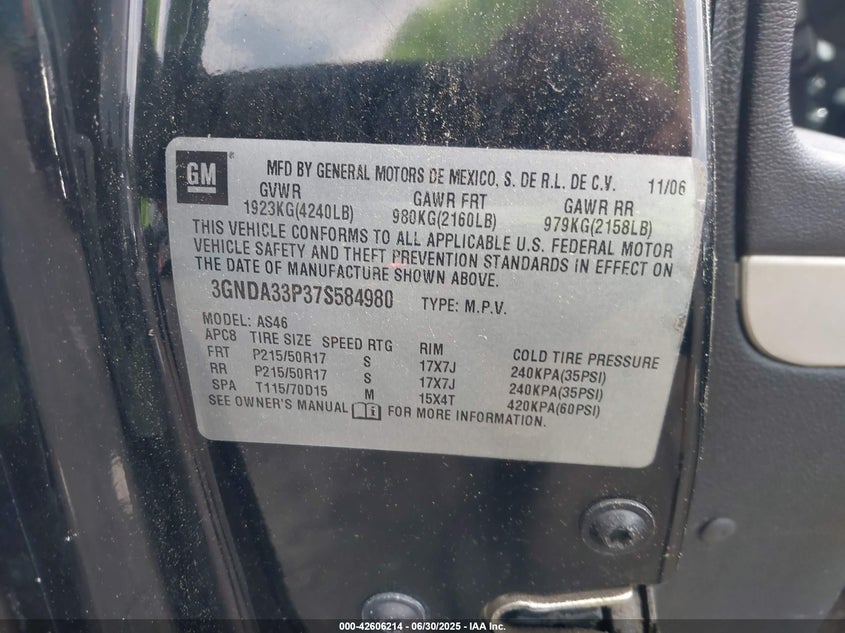 GM ® MFD BY GENERAL MOTORS DE MEXICO, S. DE R.L. DE C.V. 11/06
GVWR GAWR FRT GAWR RR
1923KG(4240LB) 980KG(2160LB) 979KG(2158LB)
THIS VEHICLE CONFORMS TO ALL APPLICABLE U.S. FEDERAL MOTOR
VEHICLE SAFETY AND THEFT PREVENTION STANDARDS IN EFFECT ON
THE DATE OF MANUFACTURE SHOWN ABOVE.
3GNDA33P37S584980 TYPE: M.P.V.
MODEL: AS46
APC8 TIRE SIZE SPEED RTG RIM COLD TIRE PRESSURE
FRT P215/50R17 S 17X7J 240KPA(35PSI)
RR P215/50R17 S 17X7J 240KPA(35PSI)
SPA T115/70D15 M 15X4T 420KPA(60PSI)
SEE OWNER'S MANUAL i FOR MORE INFORMATION.
000-42606214 - 06/30/2025 - IAA Inc.